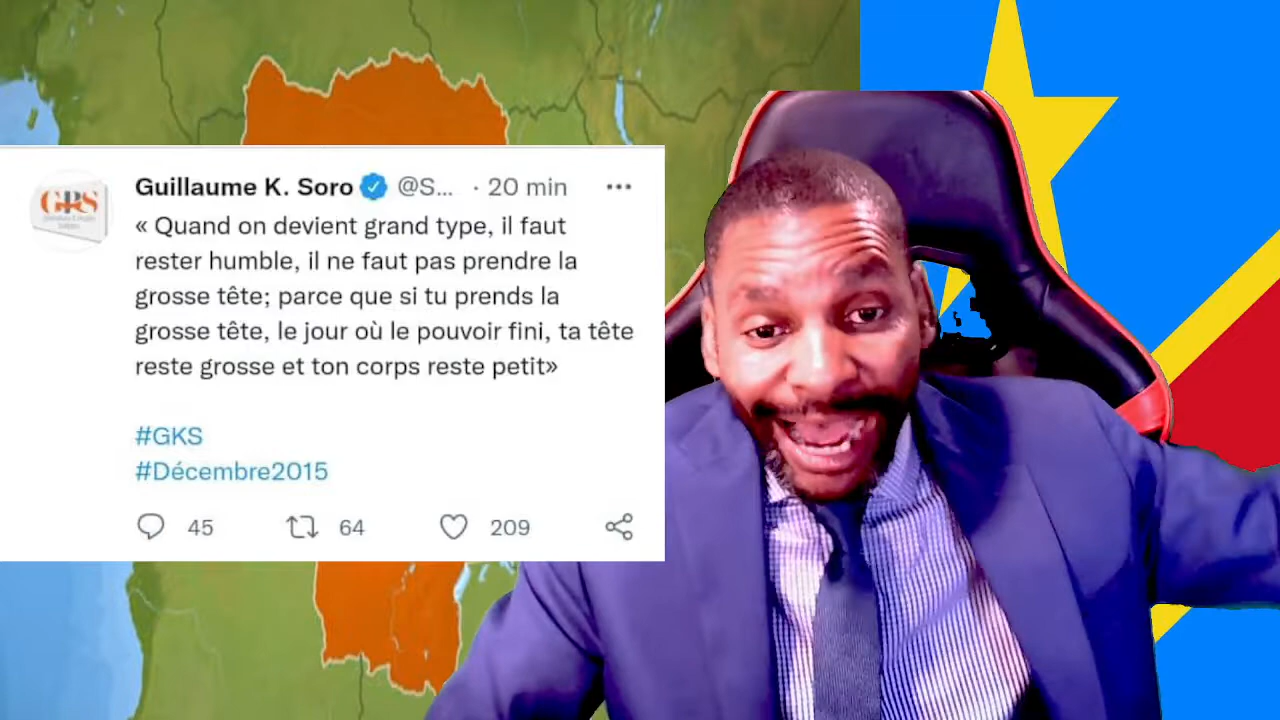 GPS
Guillaume K. Soro @S... · 20 min
« Quand on devient grand type, il faut
rester humble, il ne faut pas prendre la
grosse tête; parce que si tu prends la
grosse tête, le jour où le pouvoir fini, ta tête
reste grosse et ton corps reste petit»
#GKS
#Décembre2015
45 64 209